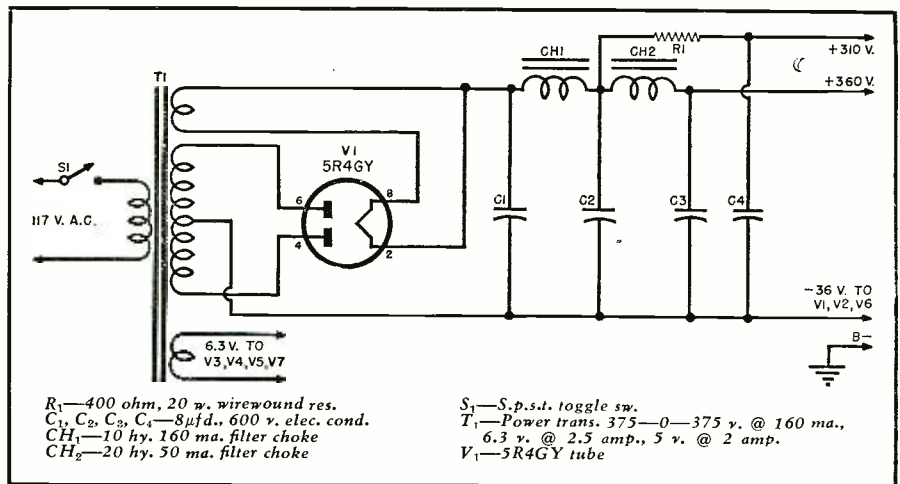 CH1
CH2
R1
+310 V.
+360 V.
T1
S1
117 V. A.C.
V1
5R4GY
6
8
4
2
C1
C2
C3
C4
-36 V. TO
V1, V2, V6
B-
6.3 V. TO
V3, V4, V5, V7
R₁—400 ohm, 20 w. wirewound res.
C₁, C₂, C₃, C₄—8µfd., 600 v. elec. cond.
CH₁—10 hy. 160 ma. filter choke
CH₂—20 hy. 50 ma. filter choke
S₁—S.p.s.t. toggle sw.
T₁—Power trans. 375—0—375 v. @ 160 ma.,
6.3 v. @ 2.5 amp., 5 v. @ 2 amp.
V₁—5R4GY tube